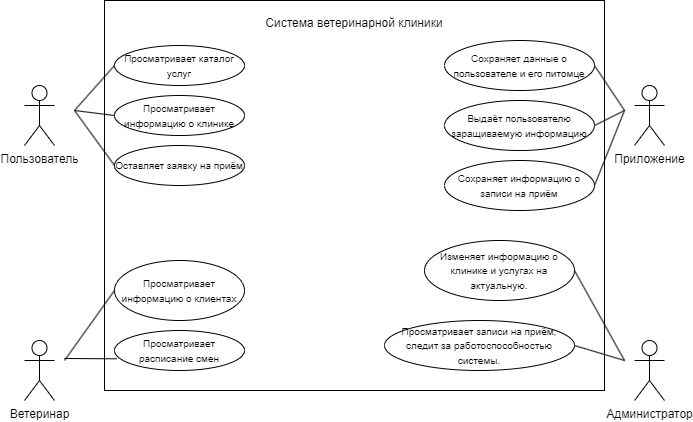 Система ветеринарной клиники
Просматривает каталог
услуг
Просматривает
информацию о клинике
Оставляет заявку на приём
Пользователь
Сохраняет данные о
пользователе и его питомце
Выдаёт пользователю
заращиваемую информацию
Сохраняет информацию о
записи на приём
Приложение
Просматривает
информацию о клиентах
Просматривает
расписание смен
Ветеринар
Изменяет информацию о
клинике и услугах на
актуальную.
Просматривает записи на приём,
следит за работоспособностью
системы.
Администратор